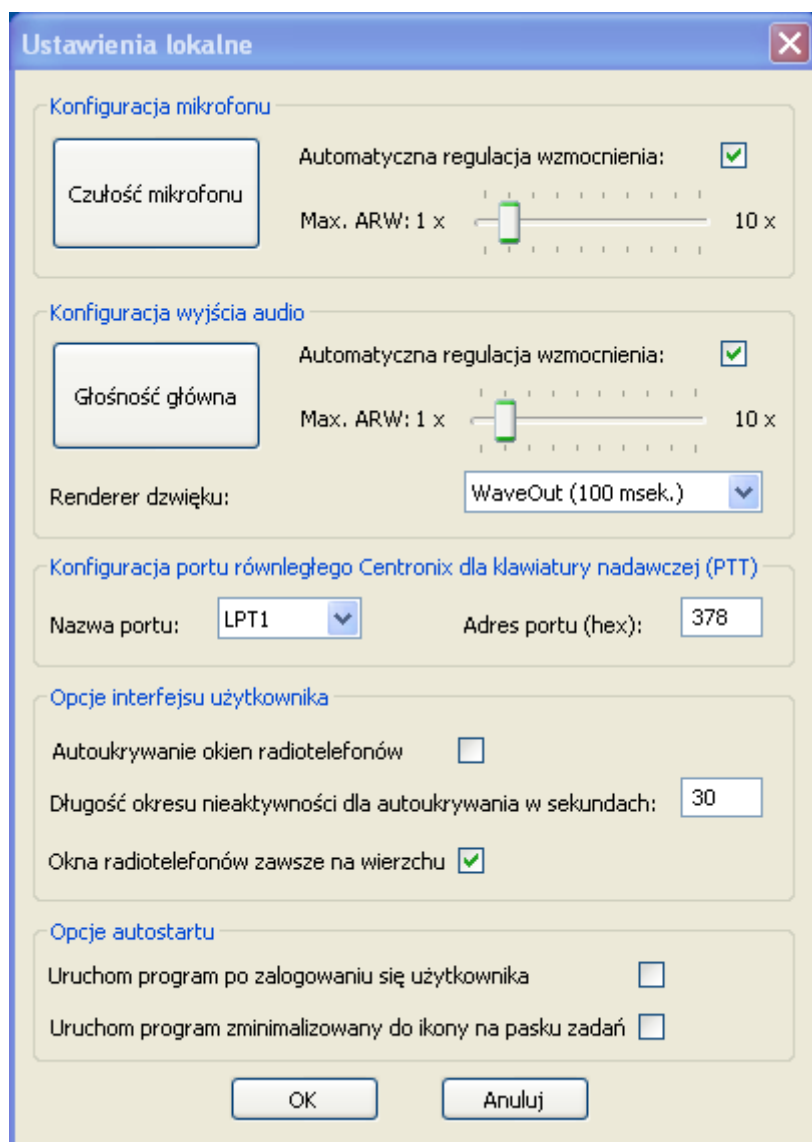 Ustawienia lokalne
Konfiguracja mikrofonu
Czułość mikrofonu
Automatyczna regulacja wzmocnienia:
Max. ARW: 1 x 10 x
Konfiguracja wyjścia audio
Głośność główna
Automatyczna regulacja wzmocnienia:
Max. ARW: 1 x 10 x
Renderer dzwięku: WaveOut (100 msek.)
Konfiguracja portu równległego Centronix dla klawiatury nadawczej (PTT)
Nazwa portu: LPT1 Adres portu (hex): 378
Opcje interfejsu użytkownika
Autoukrywanie okien radiotelefonów
Długość okresu nieaktywności dla autoukrywania w sekundach: 30
Okna radiotelefonów zawsze na wierzchu
Opcje autostartu
Uruchom program po zalogowaniu się użytkownika
Uruchom program zminimalizowany do ikony na pasku zadań
OK Anuluj